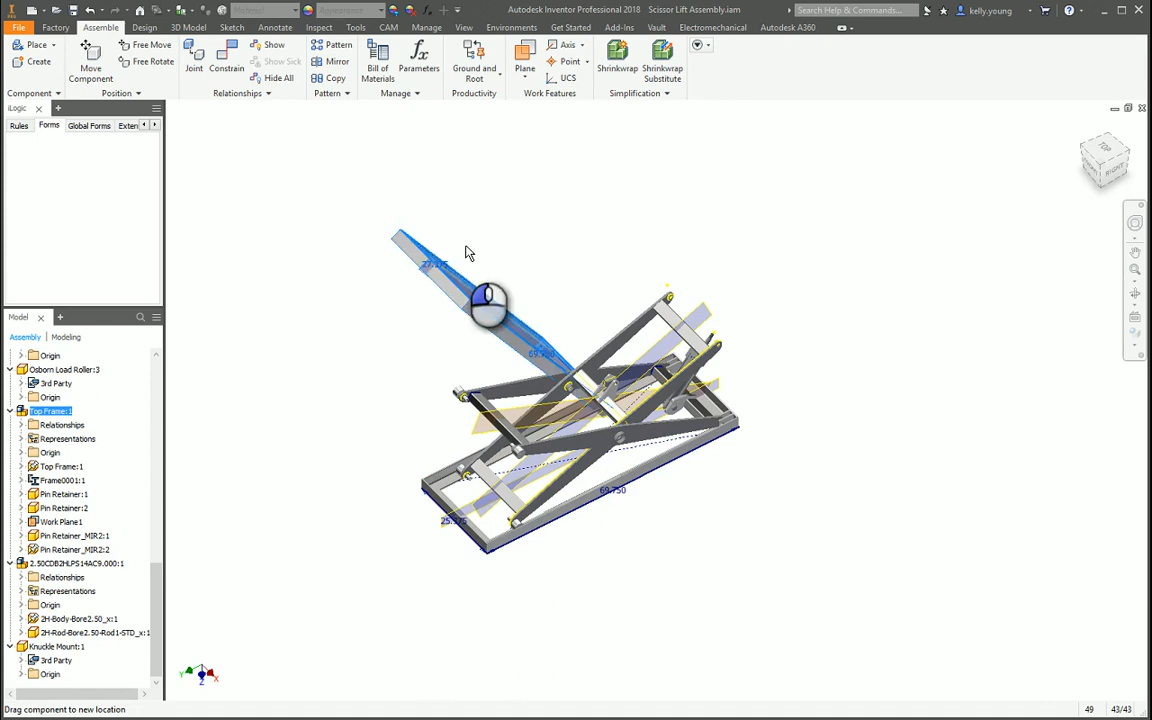 Material
Appearance
Autodesk Inventor Professional 2018 Scissor Lift Assembly.iam
Search Help & Commands...
kelly.young
File Factory Assemble Design 3D Model Sketch Annotate Inspect Tools CAM Manage View Environments Get Started Add-Ins Vault Electromechanical Autodesk A360
Place
Create
Component
Move Component
Free Move
Free Rotate
Position
Joint
Constrain
Show
Show Sick
Hide All
Relationships
Pattern
Mirror
Copy
Pattern
Bill of Materials
Parameters
Manage
Ground and Root
Productivity
Plane
Axis
Point
UCS
Work Features
Shrinkwrap
Shrinkwrap Substitute
Simplification
iLogic
Rules Forms Global Forms Exten
Model
Assembly Modeling
Origin
Osborn Load Roller:3
3rd Party
Origin
Top Frame:1
Relationships
Representations
Origin
Top Frame:1
Frame0001:1
Pin Retainer:1
Pin Retainer:2
Work Plane1
Pin Retainer_MIR2:1
Pin Retainer_MIR2:2
2.50CDB2HLPS14AC9.000:1
Relationships
Representations
Origin
2H-Body-Bore2.50_x:1
2H-Rod-Bore2.50-Rod1-STD_x:1
Knuckle Mount:1
3rd Party
Origin
TOP
RIGHT
69.750
Y
Z
X
Drag component to new location
49 43/43